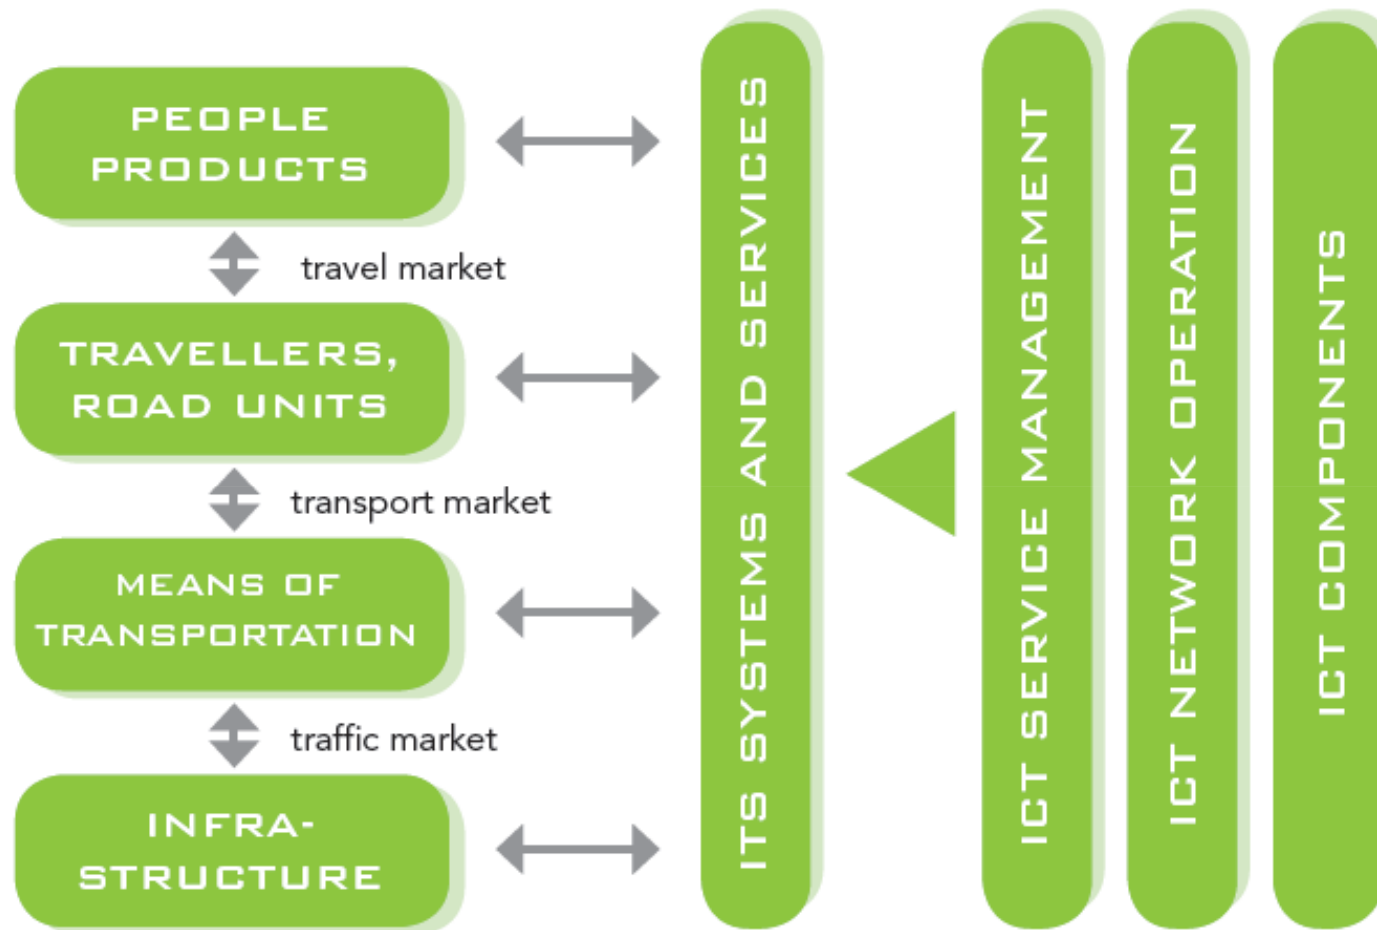 PEOPLE
PRODUCTS
travel market
TRAVELLERS,
ROAD UNITS
transport market
MEANS OF
TRANSPORTATION
traffic market
INFRA-
STRUCTURE
ITS SYSTEMS AND SERVICES
ICT SERVICE MANAGEMENT
ICT NETWORK OPERATION
ICT COMPONENTS